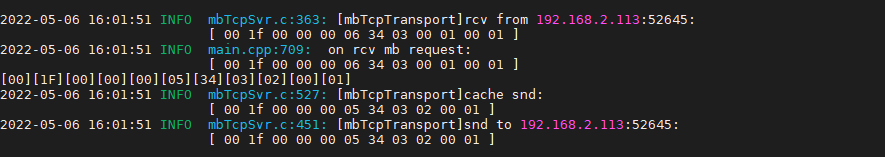 2022-05-06 16:01:51 INFO  mbTcpSvr.c:363: [mbTcpTransport]rcv from 192.168.2.113:52645:
[ 00 1f 00 00 00 06 34 03 00 01 00 01 ]
2022-05-06 16:01:51 INFO  main.cpp:709:  on rcv mb request:
[ 00 1f 00 00 00 06 34 03 00 01 00 01 ]
[00][1F][00][00][00][05][34][03][02][00][01]
2022-05-06 16:01:51 INFO  mbTcpSvr.c:527: [mbTcpTransport]cache snd:
[ 00 1f 00 00 00 05 34 03 02 00 01 ]
2022-05-06 16:01:51 INFO  mbTcpSvr.c:451: [mbTcpTransport]snd to 192.168.2.113:52645:
[ 00 1f 00 00 00 05 34 03 02 00 01 ]